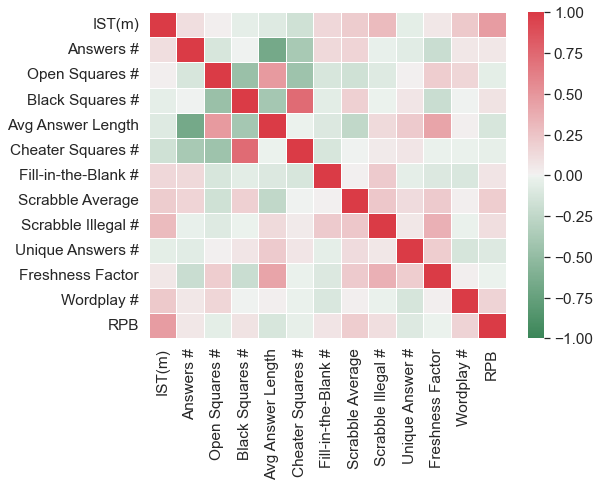 IST(m)
Answers #
Open Squares #
Black Squares #
Avg Answer Length
Cheater Squares #
Fill-in-the-Blank #
Scrabble Average
Scrabble Illegal #
Unique Answers #
Freshness Factor
Wordplay #
RPB
IST(m)
Answers #
Open Squares #
Black Squares #
Avg Answer Length
Cheater Squares #
Fill-in-the-Blank #
Scrabble Average
Scrabble Illegal #
Unique Answer #
Freshness Factor
Wordplay #
RPB
1.00
0.75
0.50
0.25
0.00
−0.25
−0.50
−0.75
−1.00